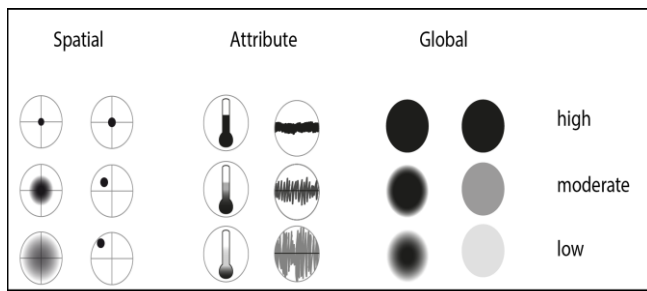 Spatial
Attribute
Global
high
moderate
low